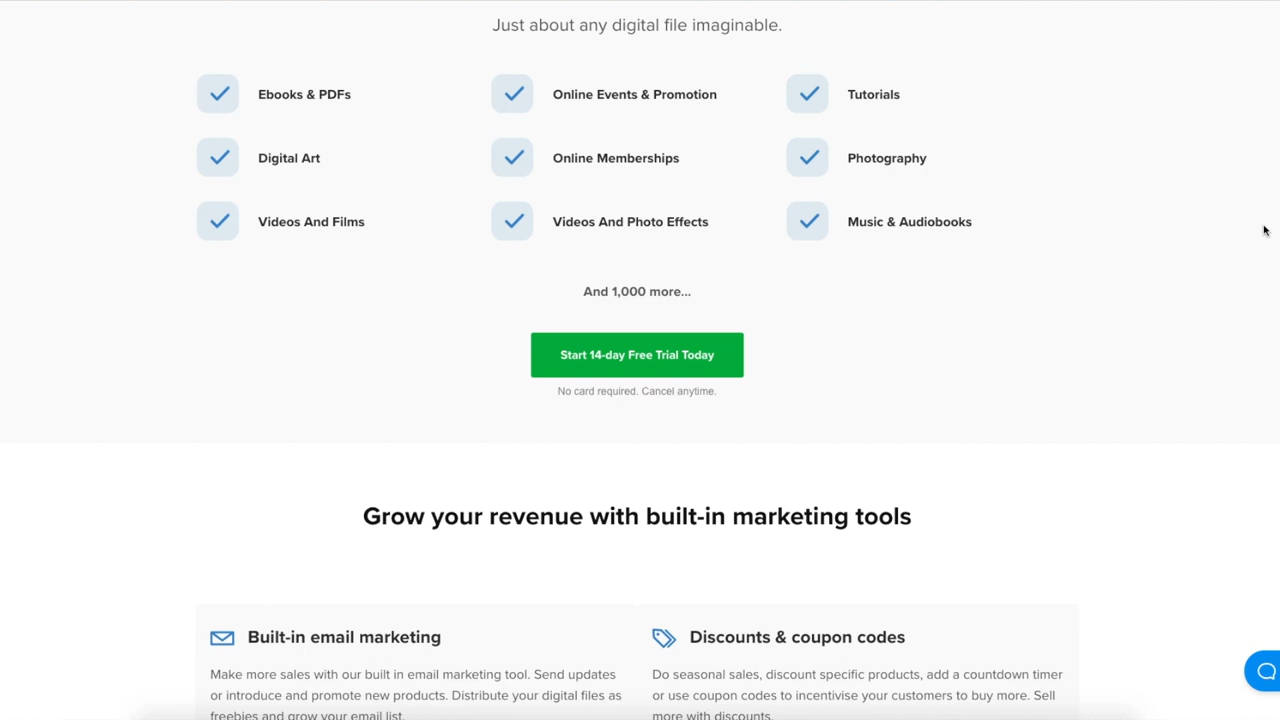 Just about any digital file imaginable.
Ebooks & PDFs
Online Events & Promotion
Tutorials
Digital Art
Online Memberships
Photography
Videos And Films
Videos And Photo Effects
Music & Audiobooks
And 1,000 more...
Start 14-day Free Trial Today
No card required. Cancel anytime.
Grow your revenue with built-in marketing tools
Built-in email marketing
Make more sales with our built in email marketing tool. Send updates
or introduce and promote new products. Distribute your digital files as
freebies and grow your email list.
Discounts & coupon codes
Do seasonal sales, discount specific products, add a countdown timer
or use coupon codes to incentivise your customers to buy more. Sell
more with discounts.